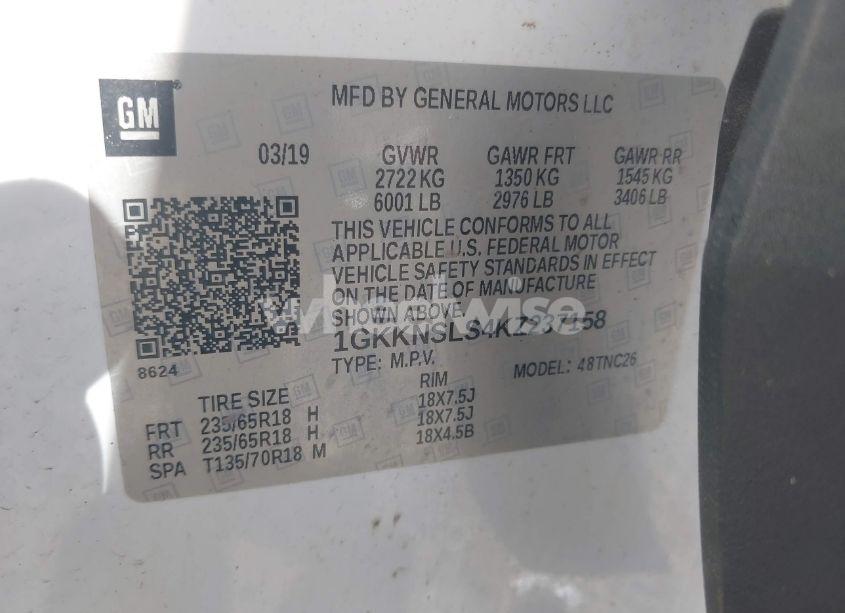 GM
MFD BY GENERAL MOTORS LLC
03/19 GVWR GAWR FRT GAWR RR
2722 KG 1350 KG 1545 KG
6001 LB 2976 LB 3406 LB
THIS VEHICLE CONFORMS TO ALL
APPLICABLE U.S. FEDERAL MOTOR
VEHICLE SAFETY STANDARDS IN EFFECT
ON THE DATE OF MANUFACTURE
SHOWN ABOVE.
1GKKNSLS4KZ237158
8624
TYPE: M.P.V. MODEL: 48TNC26
TIRE SIZE RIM
FRT 235/65R18 H 18X7.5J
RR 235/65R18 H 18X7.5J
SPA T135/70R18 M 18X4.5B